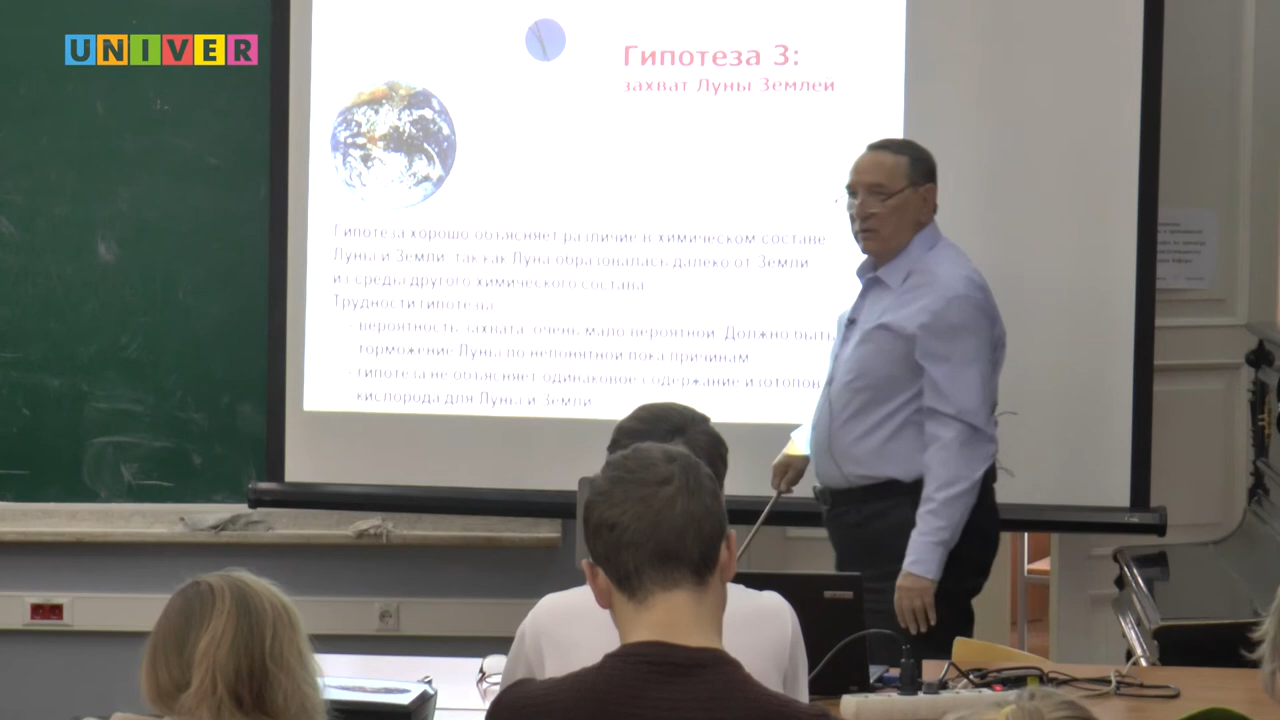 UNIVER
Гипотеза 3:
захват Луны Землей
Гипотеза хорошо объясняет различие в химическом составе
Луны и Земли, так как Луна образовалась далеко от Земли
из среды другого химического состава
Трудности гипотезы
- вероятность захвата очень мало вероятной. Должно быть
торможение Луны по непонятной пока причинам
- гипотеза не объясняет одинаковое содержание изотопов
кислорода для Луны и Земли